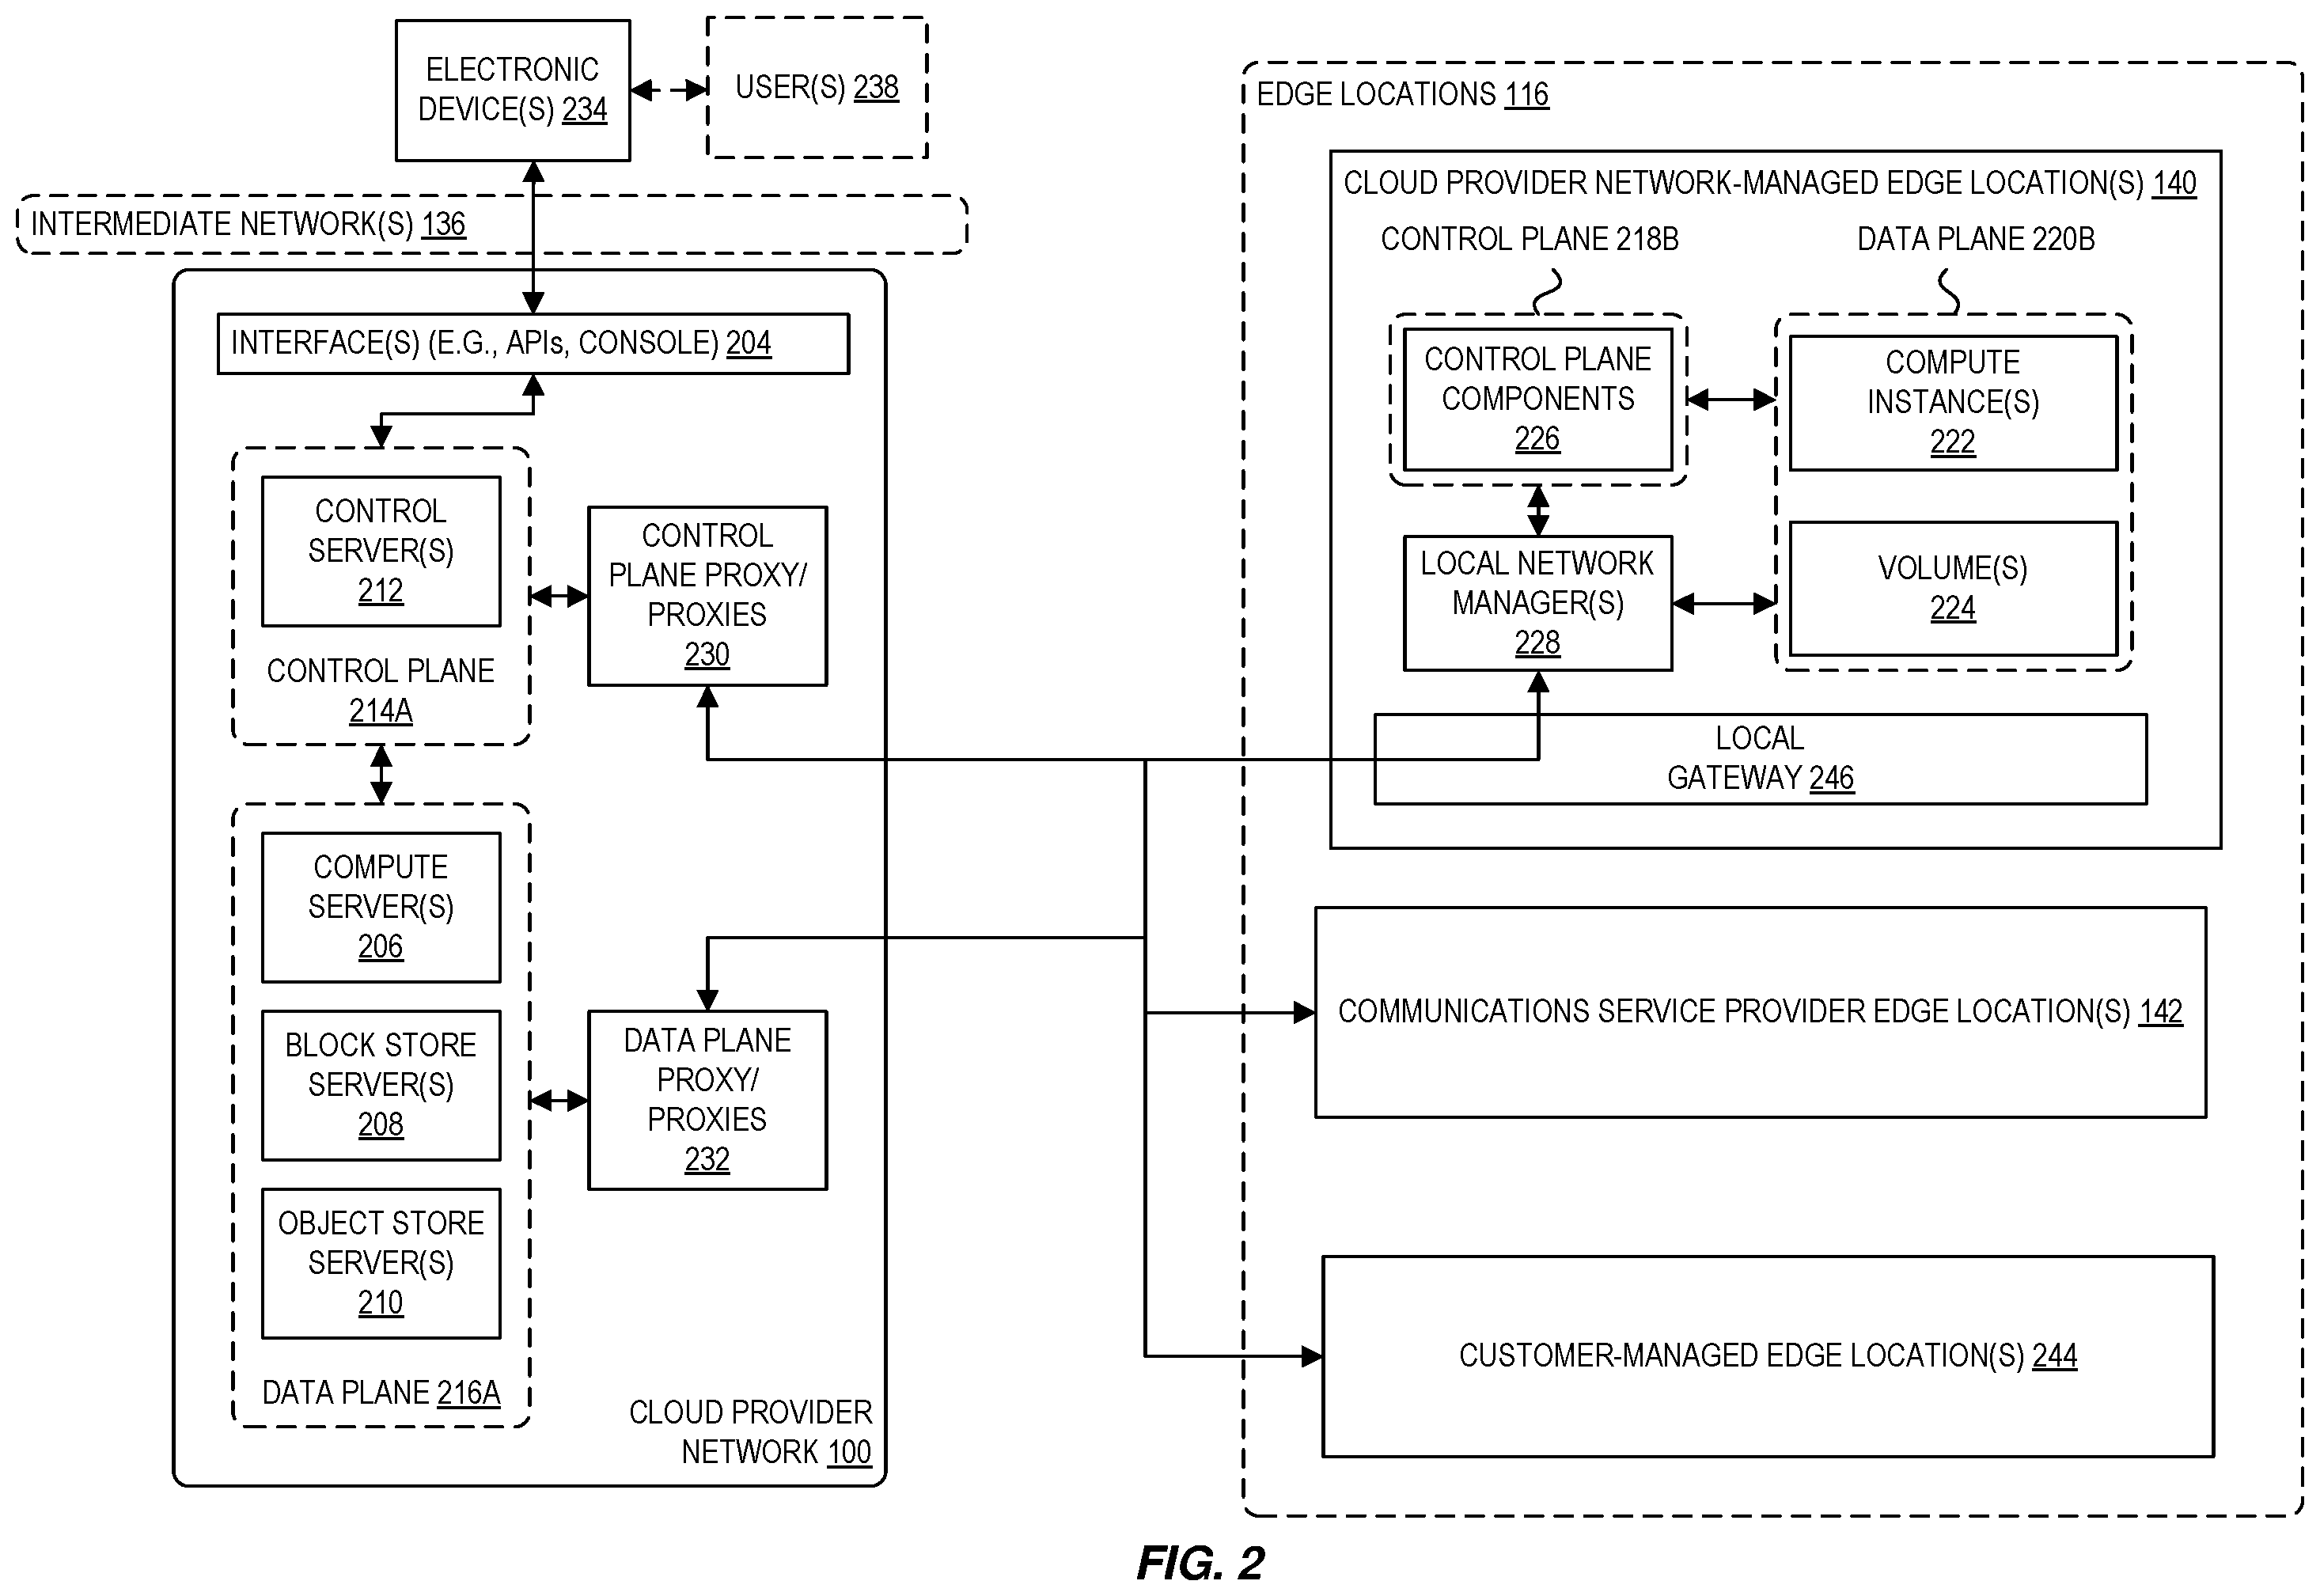 ELECTRONIC
DEVICE(S) 234
USER(S) 238
INTERMEDIATE NETWORK(S) 136
INTERFACE(S) (E.G., APIs, CONSOLE) 204
CONTROL
SERVER(S)
212
CONTROL PLANE
214A
CONTROL
PLANE PROXY/
PROXIES
230
COMPUTE
SERVER(S)
206
BLOCK STORE
SERVER(S)
208
OBJECT STORE
SERVER(S)
210
DATA PLANE 216A
DATA PLANE
PROXY/
PROXIES
232
CLOUD PROVIDER
NETWORK 100
EDGE LOCATIONS 116
CLOUD PROVIDER NETWORK-MANAGED EDGE LOCATION(S) 140
CONTROL PLANE 218B
DATA PLANE 220B
CONTROL PLANE
COMPONENTS
226
COMPUTE
INSTANCE(S)
222
LOCAL NETWORK
MANAGER(S)
228
VOLUME(S)
224
LOCAL
GATEWAY 246
COMMUNICATIONS SERVICE PROVIDER EDGE LOCATION(S) 142
CUSTOMER-MANAGED EDGE LOCATION(S) 244
FIG. 2